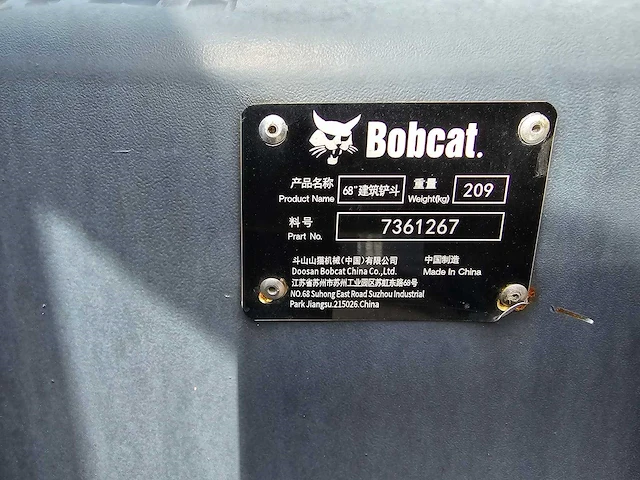 Bobcat.
产品名称 68"建筑铲斗 重量 209
Product Name Weight(kg)
料号 7361267
Prart No.
斗山山猫机械(中国)有限公司 中国制造
Doosan Bobcat China Co.,Ltd. Made In China
江苏省苏州市苏州工业园区苏虹东路68号
NO.68 Suhong East Road Suzhou Industrial
Park Jiangsu.215026.China